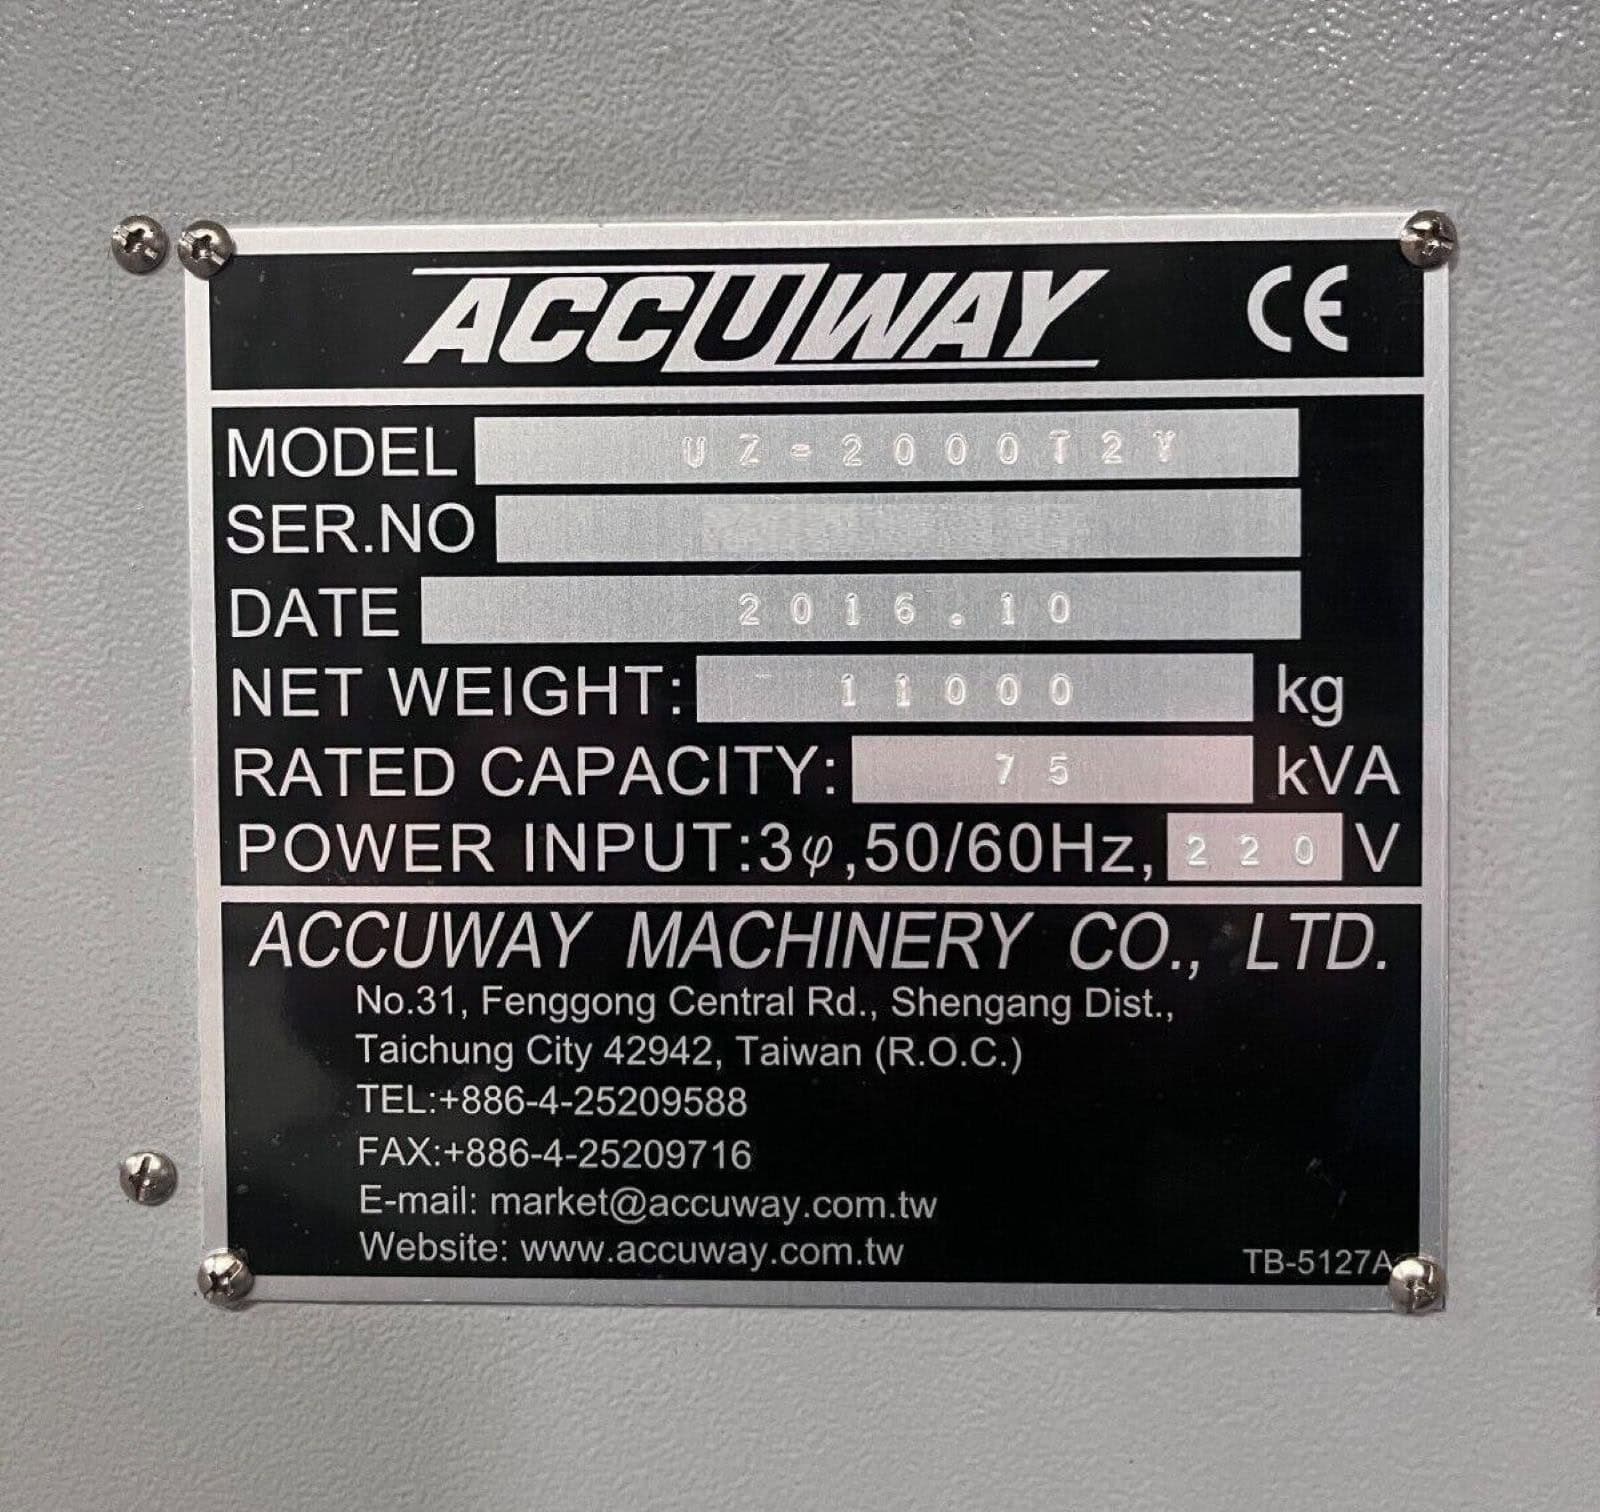 ACCUWAY CE
MODEL UZ-2000T2Y
SER.NO
DATE 2016.10
NET WEIGHT: 11000 kg
RATED CAPACITY: 75 kVA
POWER INPUT:3φ,50/60Hz, 220 V
ACCUWAY MACHINERY CO., LTD.
No.31, Fenggong Central Rd., Shengang Dist.,
Taichung City 42942, Taiwan (R.O.C.)
TEL:+886-4-25209588
FAX:+886-4-25209716
E-mail: market@accuway.com.tw
Website: www.accuway.com.tw
TB-5127A